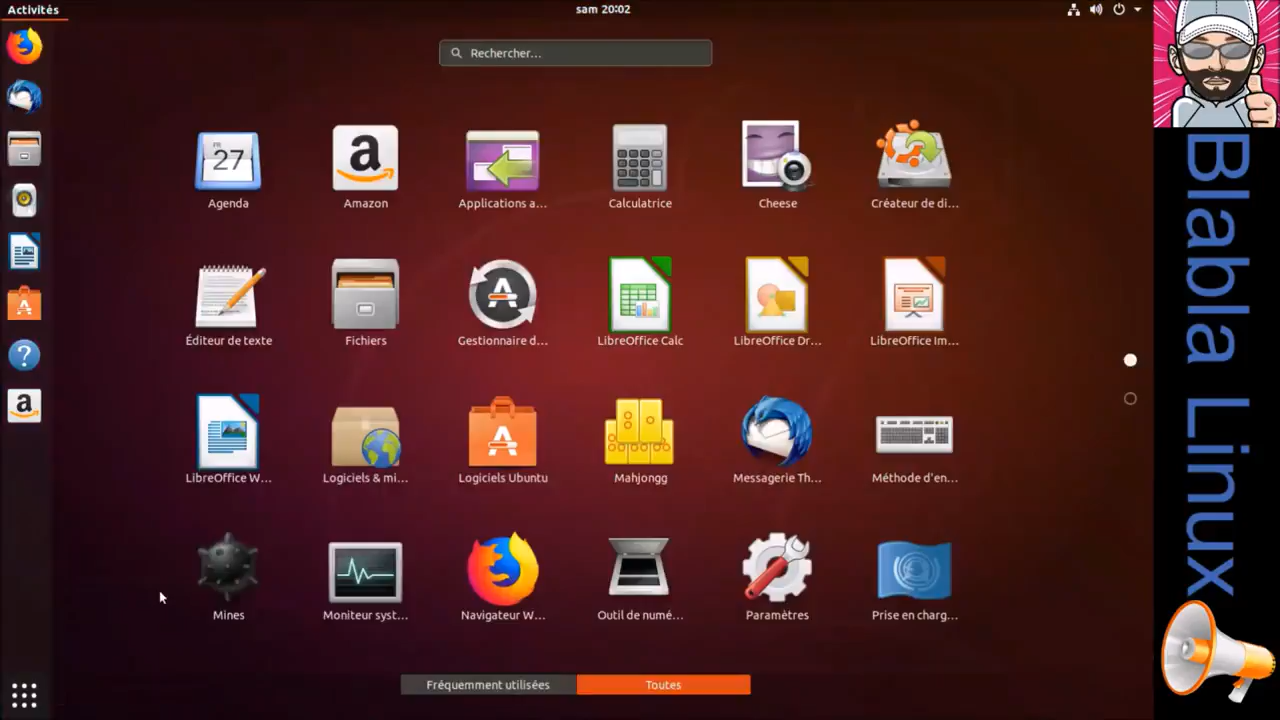 Activités
sam 20:02
Rechercher...
27
Agenda
Amazon
Applications a...
Calculatrice
Cheese
Créateur de di...
Éditeur de texte
Fichiers
Gestionnaire d...
LibreOffice Calc
LibreOffice Dr...
LibreOffice Im...
LibreOffice W...
Logiciels & mi...
Logiciels Ubuntu
Mahjongg
Messagerie Th...
Méthode d'en...
Mines
Moniteur syst...
Navigateur W...
Outil de numé...
Paramètres
Prise en charg...
Fréquemment utilisées
Toutes
Blabla Linux